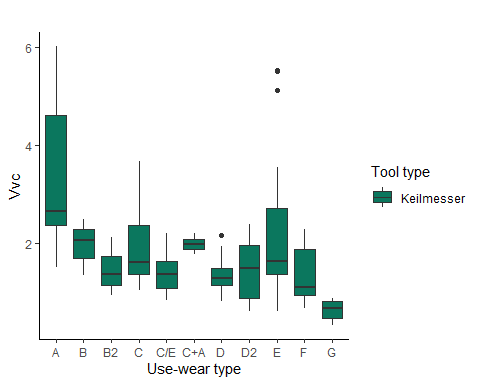 6
4
2
Vvc
A B B2 C C/E C+A D D2 E F G
Use-wear type
Tool type
Keilmesser